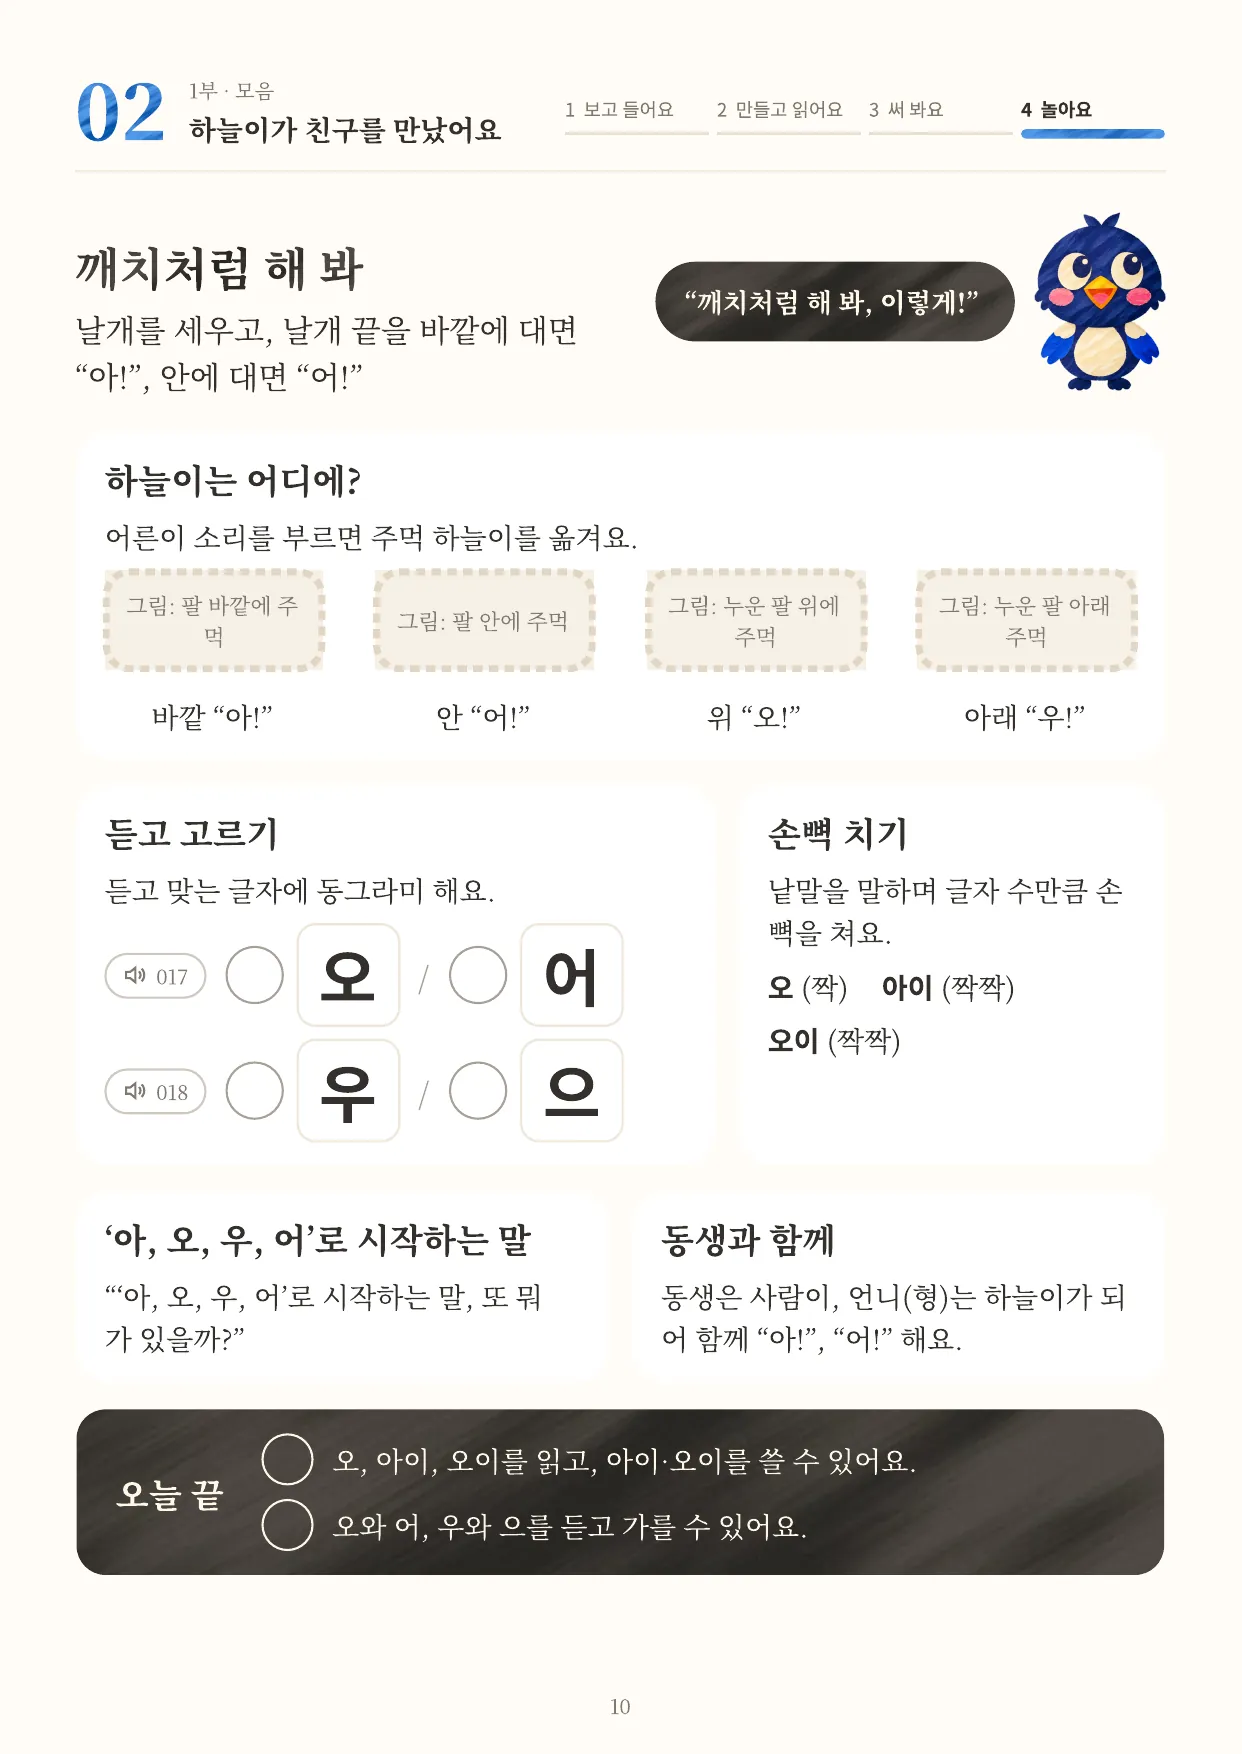 02
1부 · 모음
하늘이가 친구를 만났어요
1 보고 들어요
2 만들고 읽어요
3 써 봐요
4 놀아요
깨치처럼 해 봐
날개를 세우고, 날개 끝을 바깥에 대면
“아!”, 안에 대면 “어!”
“깨치처럼 해 봐, 이렇게!”
하늘이는 어디에?
어른이 소리를 부르면 주먹 하늘이를 옮겨요.
그림: 팔 바깥에 주
먹
그림: 팔 안에 주먹
그림: 누운 팔 위에
주먹
그림: 누운 팔 아래
주먹
바깥 “아!”
안 “어!”
위 “오!”
아래 “우!”
듣고 고르기
듣고 맞는 글자에 동그라미 해요.
017 오 / 어
018 우 / 으
손뼉 치기
낱말을 말하며 글자 수만큼 손
뼉을 쳐요.
오 (짝) 아이 (짝짝)
오이 (짝짝)
‘아, 오, 우, 어’로 시작하는 말
“‘아, 오, 우, 어’로 시작하는 말, 또 뭐
가 있을까?”
동생과 함께
동생은 사람이, 언니(형)는 하늘이가 되
어 함께 “아!”, “어!” 해요.
오늘 끝
오, 아이, 오이를 읽고, 아이·오이를 쓸 수 있어요.
오와 어, 우와 으를 듣고 가를 수 있어요.
10